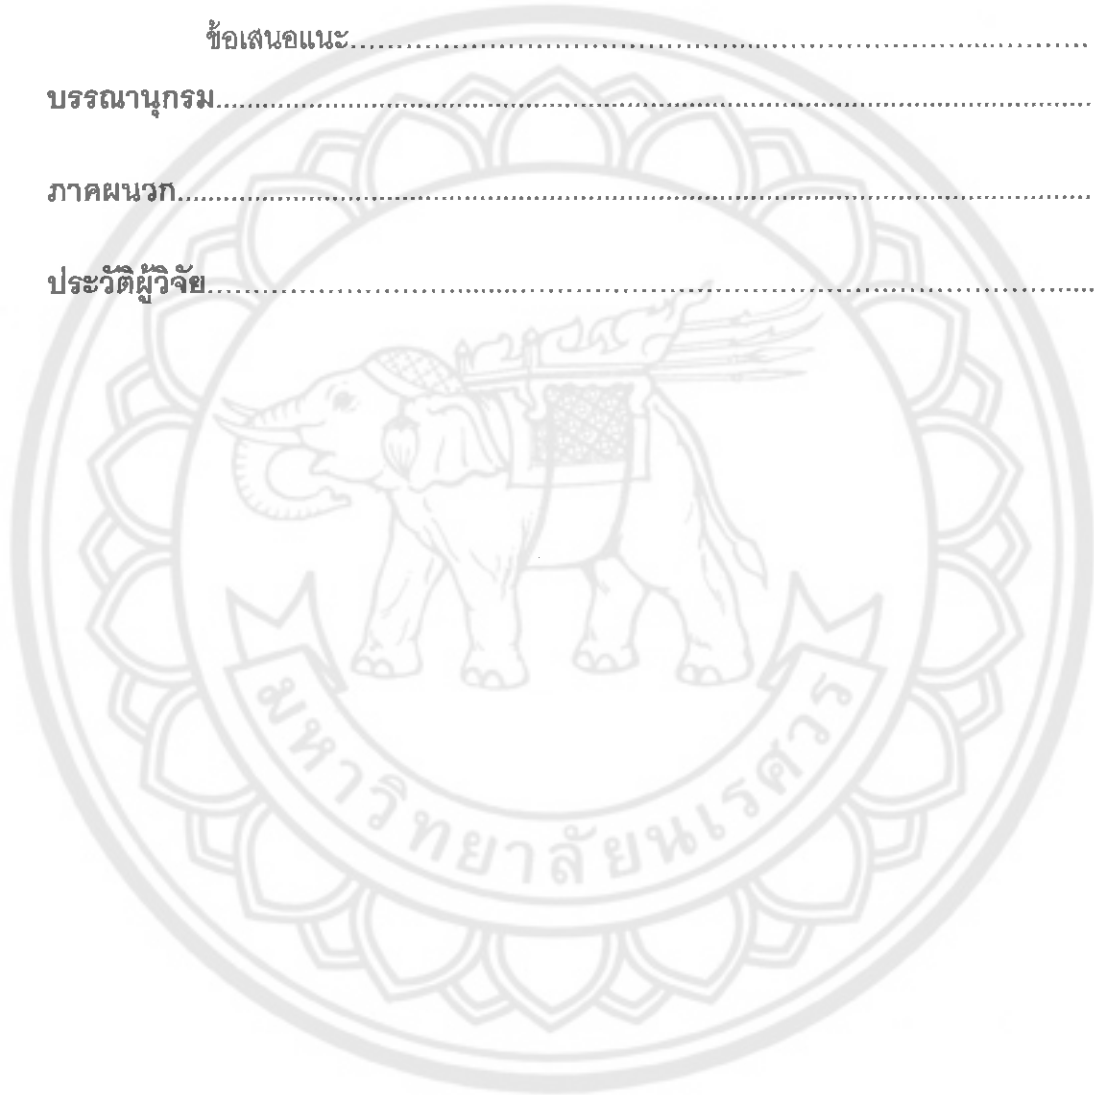 ข้อเสนอแนะ........................................................................................
บรรณานุกรม........................................................................................
ภาคผนวก........................................................................................
ประวัติผู้วิจัย........................................................................................
มหาวิทยาลัยนเรศวร